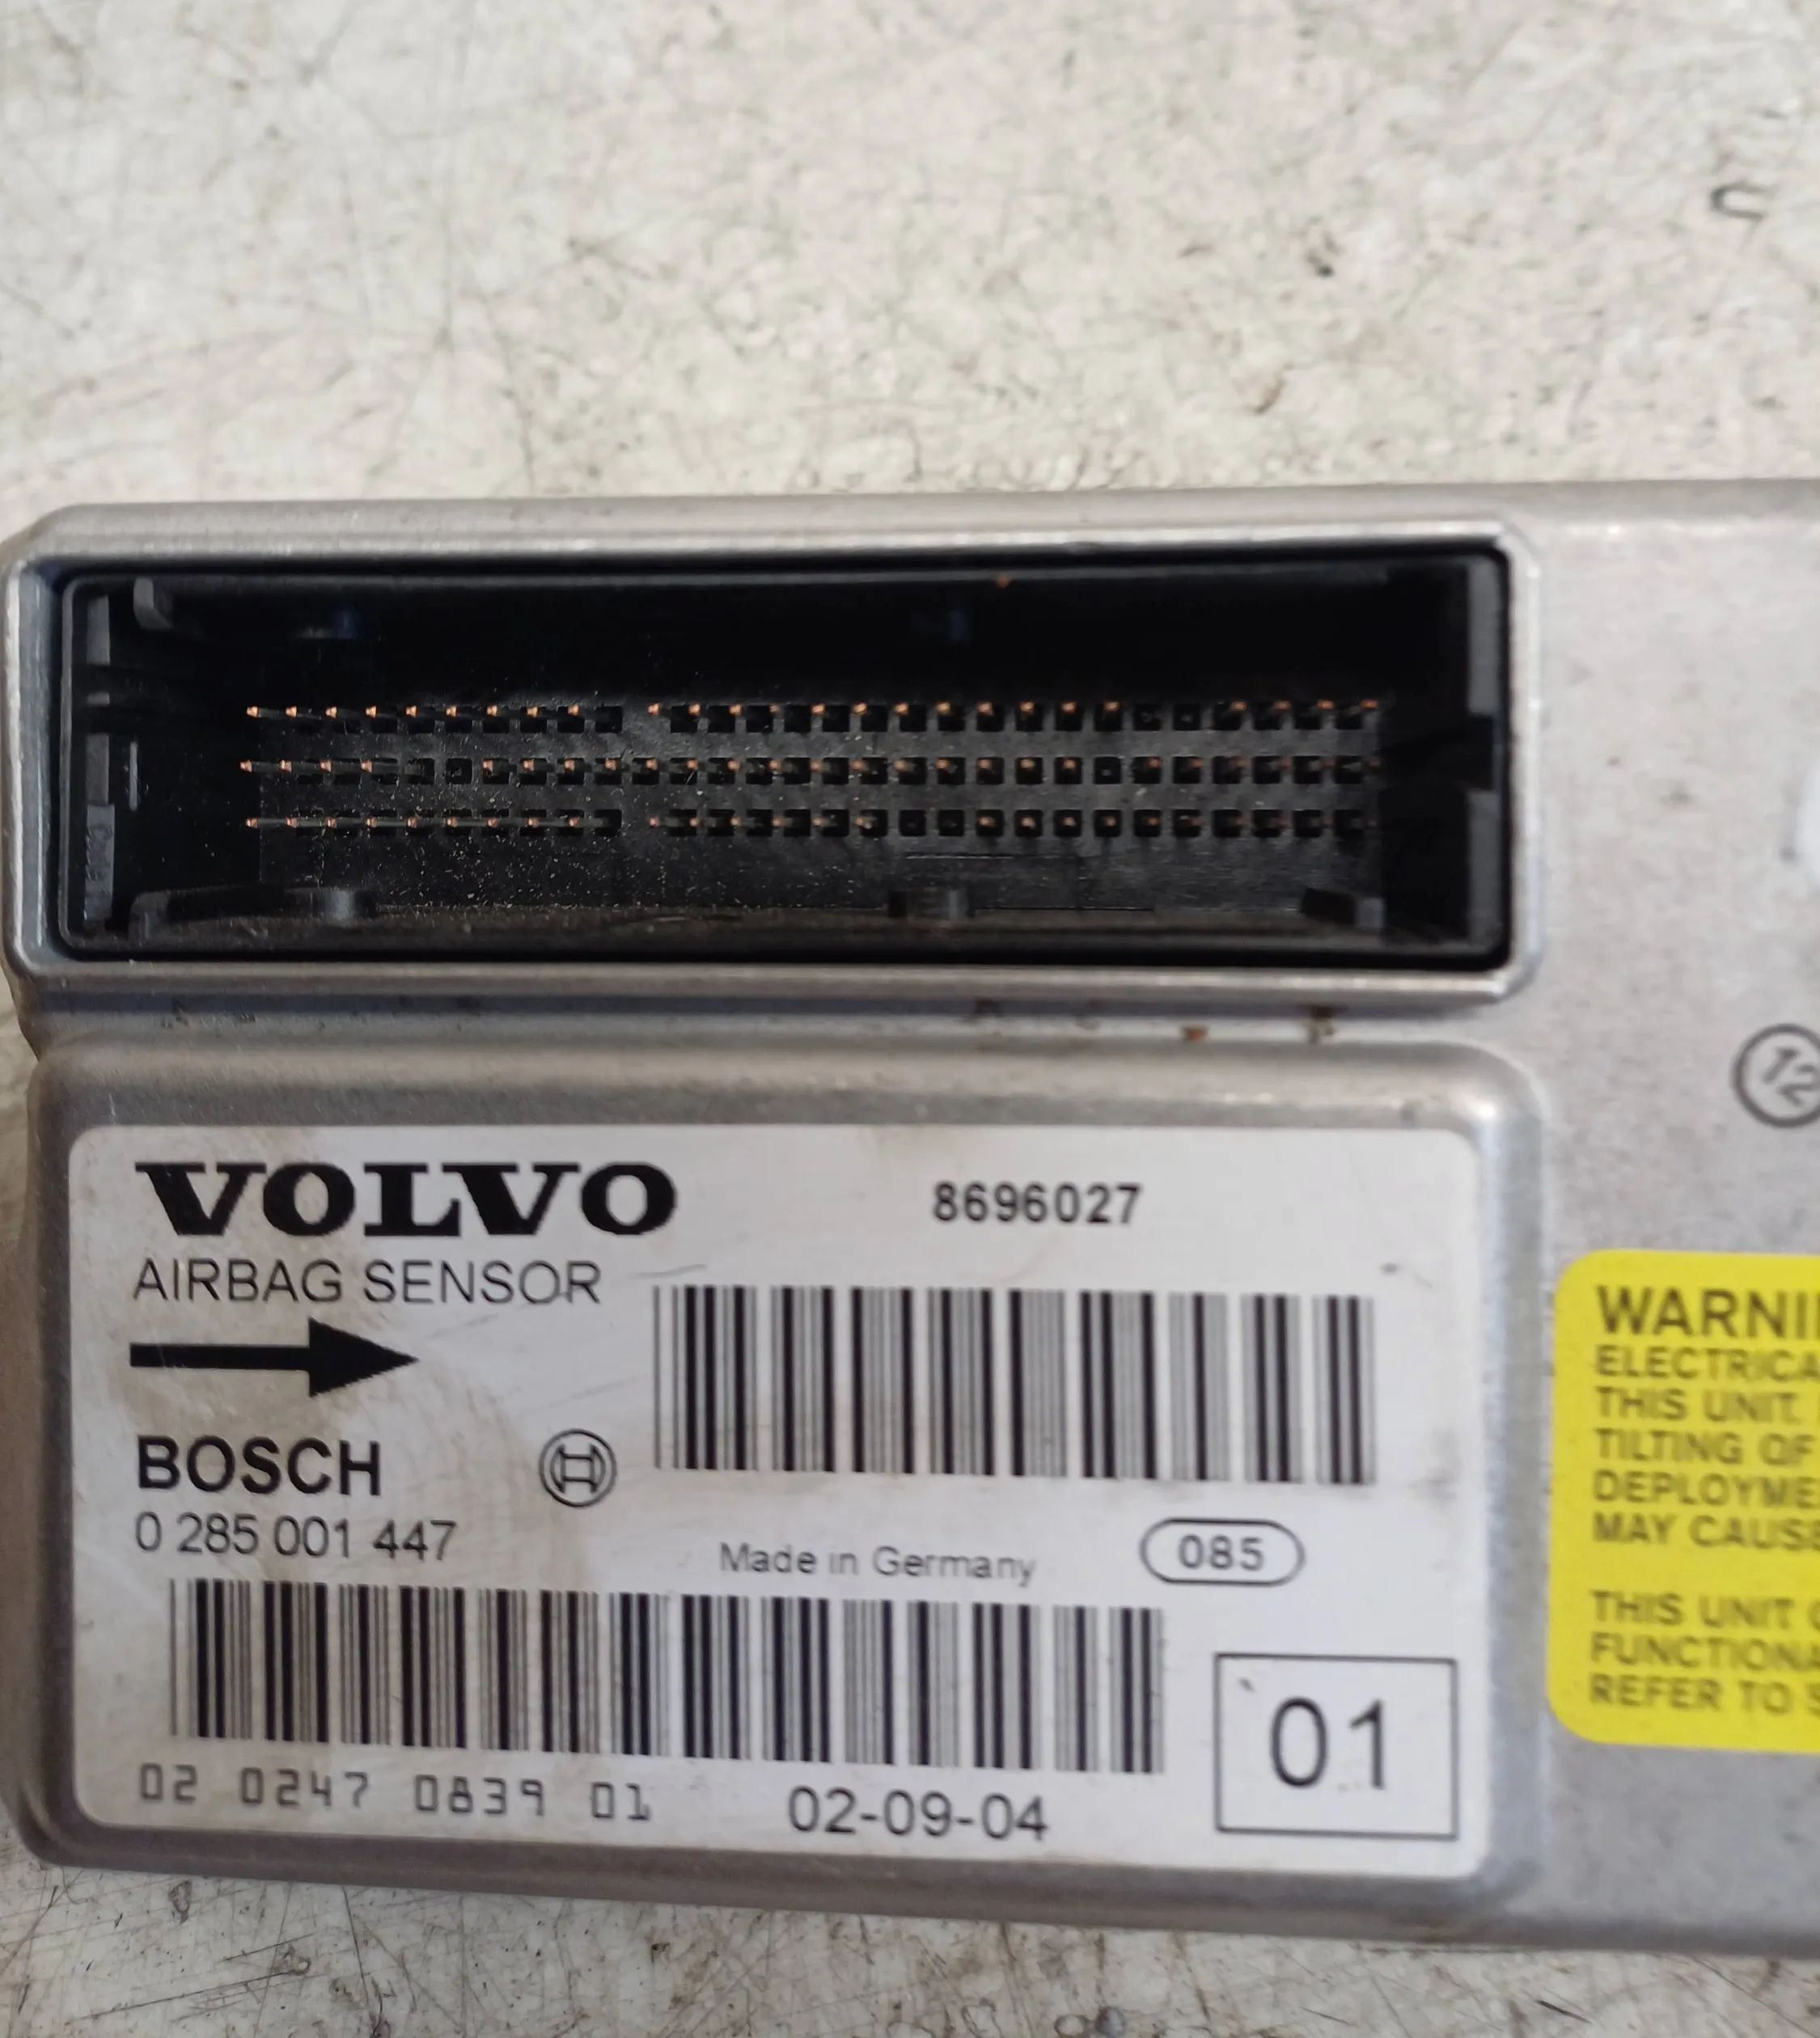 VOLVO
8696027
AIRBAG SENSOR
BOSCH
0 285 001 447
Made in Germany
085
02 0247 0839 01
02-09-04
01
12
WARNI
ELECTRICA
THIS UNIT.
TILTING OF
DEPLOYME
MAY CAUSE
THIS UNIT
FUNCTIONA
REFER TO S